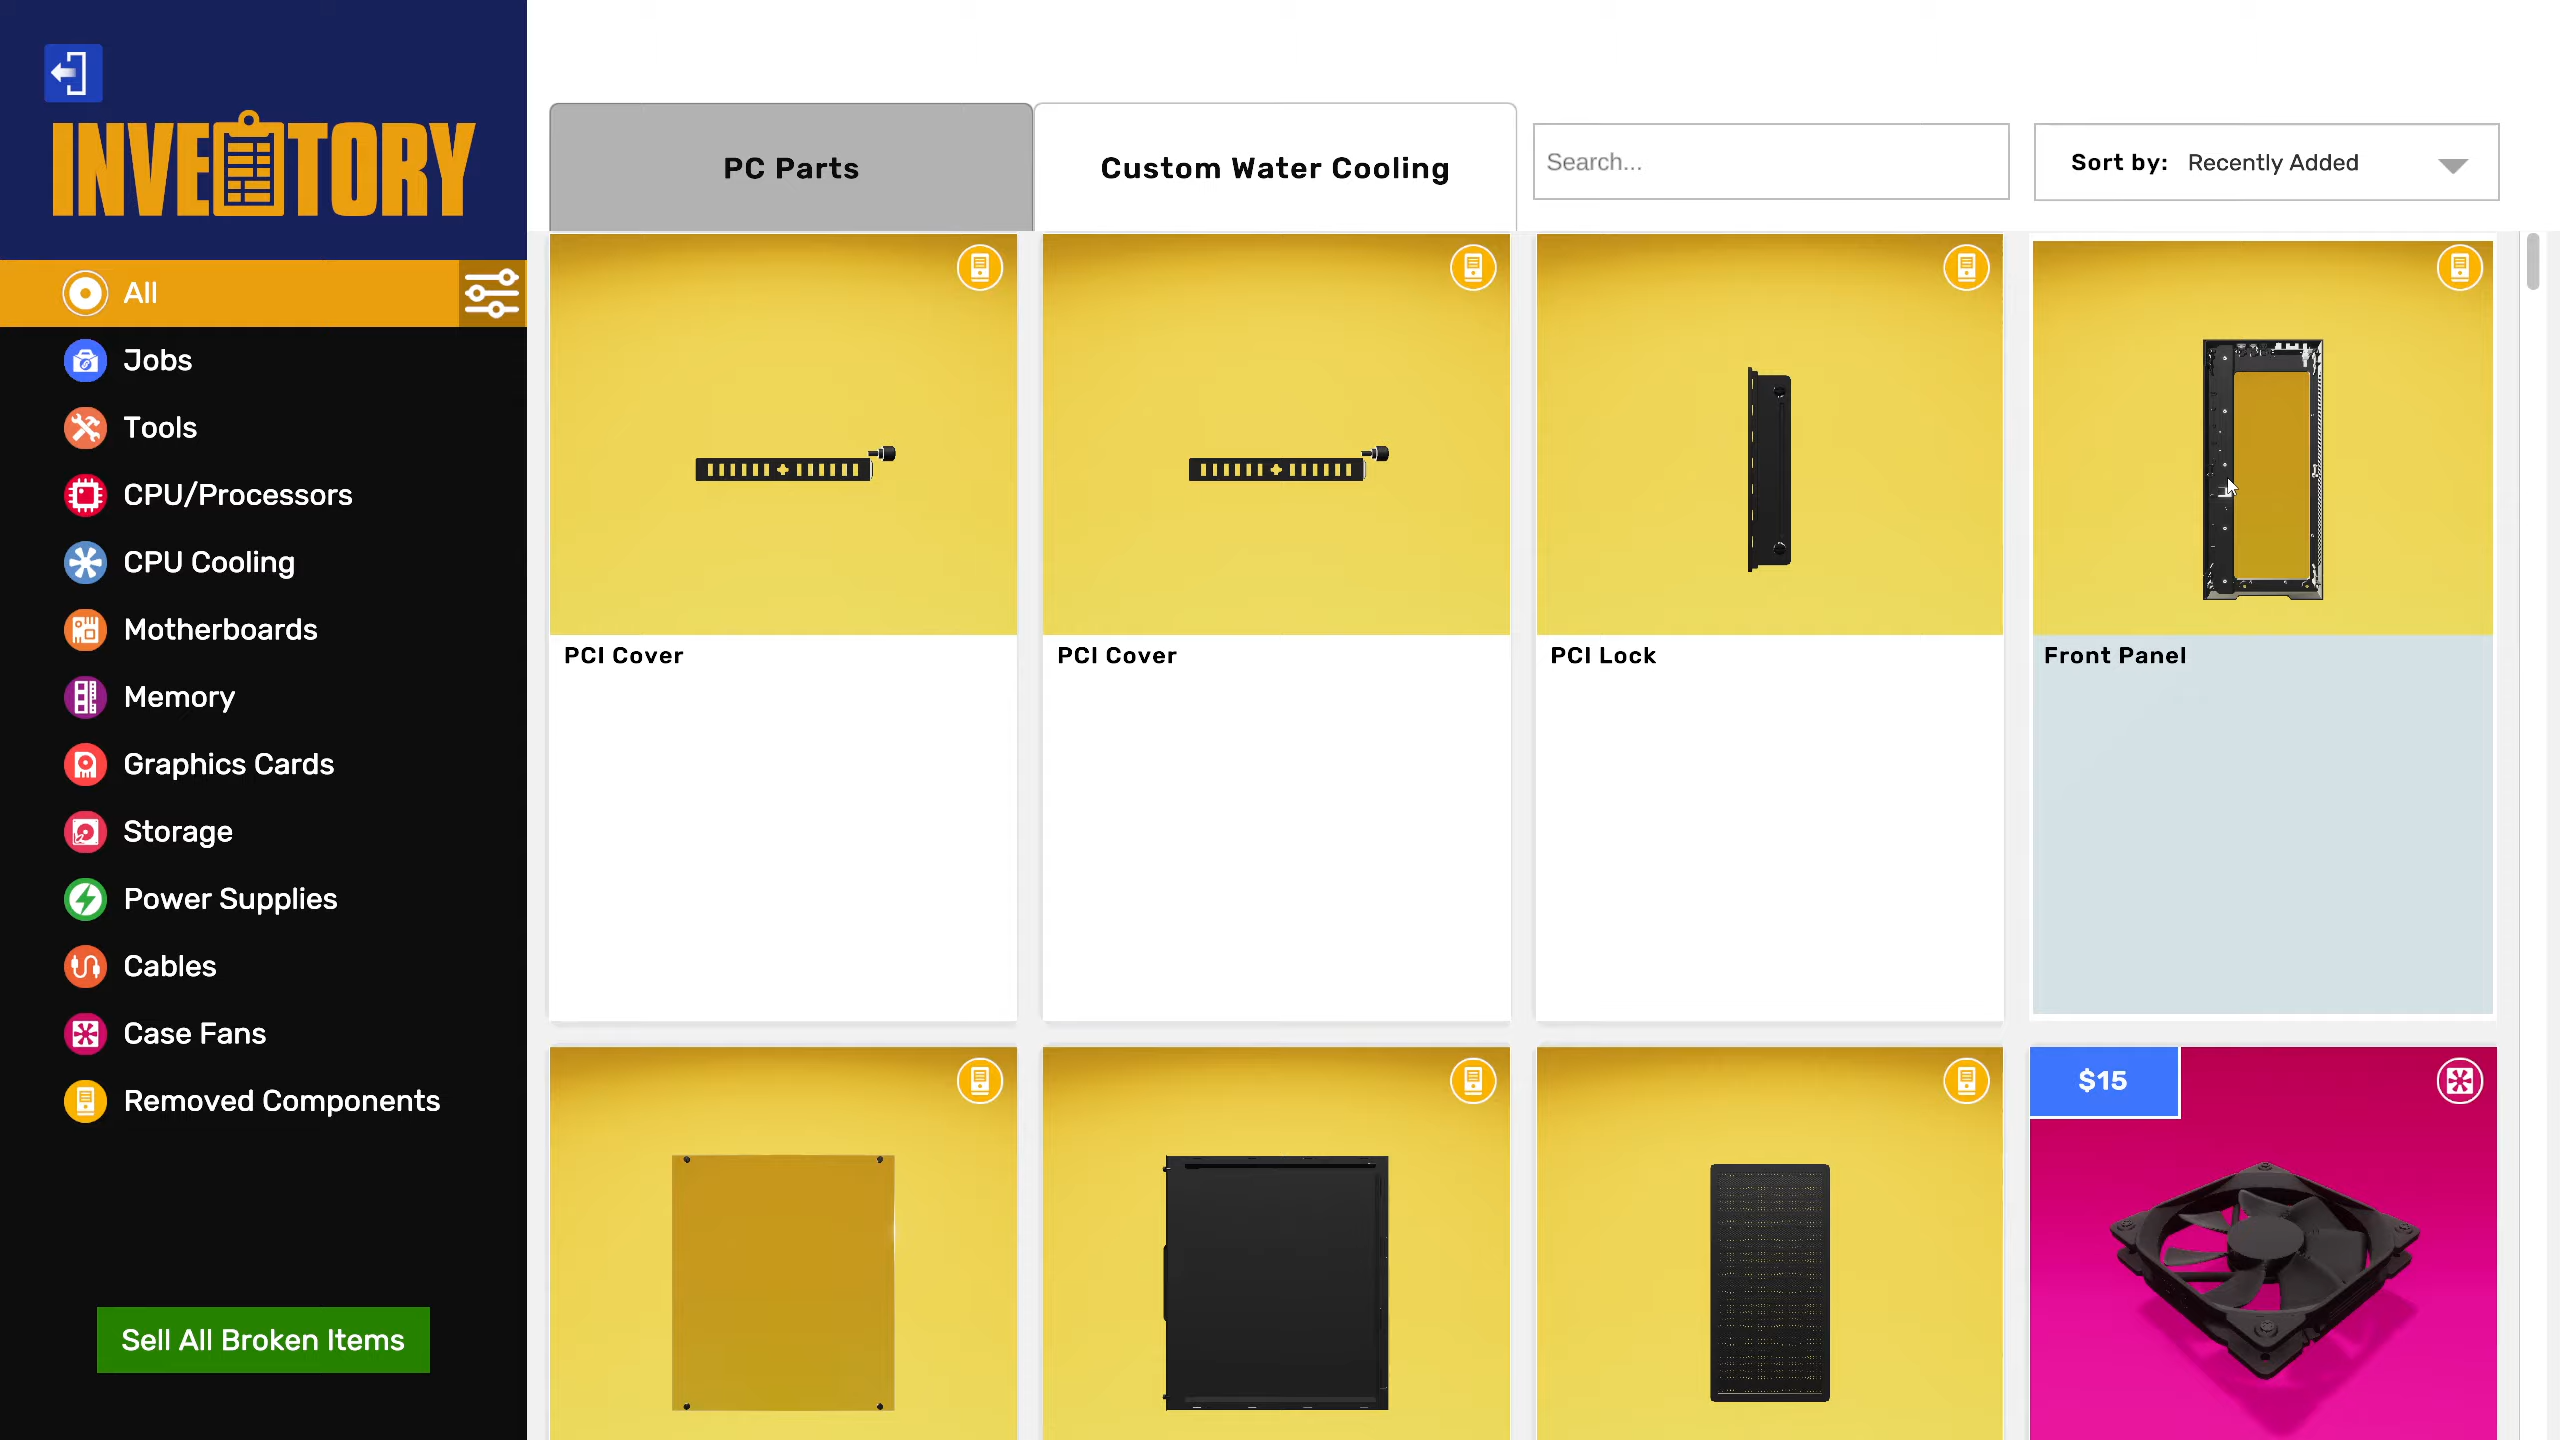 INVENTORY
PC Parts
Custom Water Cooling
Search...
Sort by: Recently Added
All
Jobs
Tools
CPU/Processors
CPU Cooling
Motherboards
Memory
Graphics Cards
Storage
Power Supplies
Cables
Case Fans
Removed Components
Sell All Broken Items
PCI Cover
PCI Cover
PCI Lock
Front Panel
$15